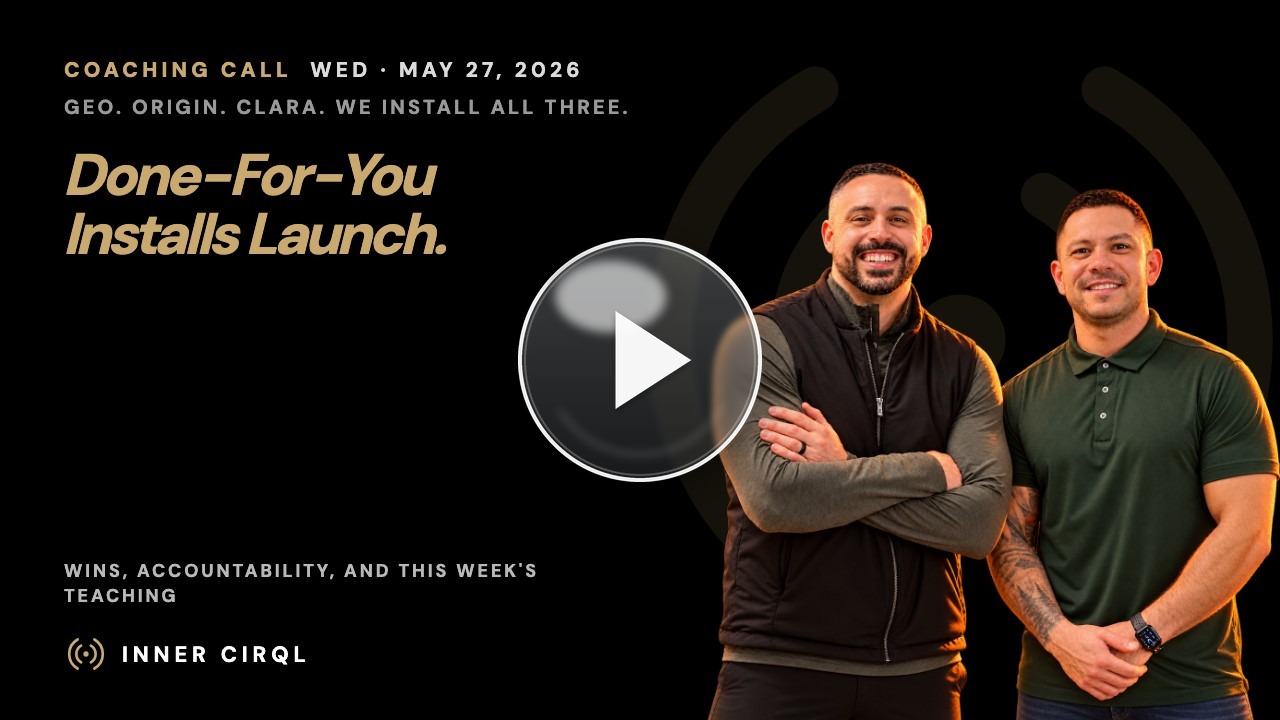 COACHING CALL WED · MAY 27, 2026
GEO. ORIGIN. CLARA. WE INSTALL ALL THREE.
Done-For-You
Installs Launch.
WINS, ACCOUNTABILITY, AND THIS WEEK'S
TEACHING
INNER CIRQL